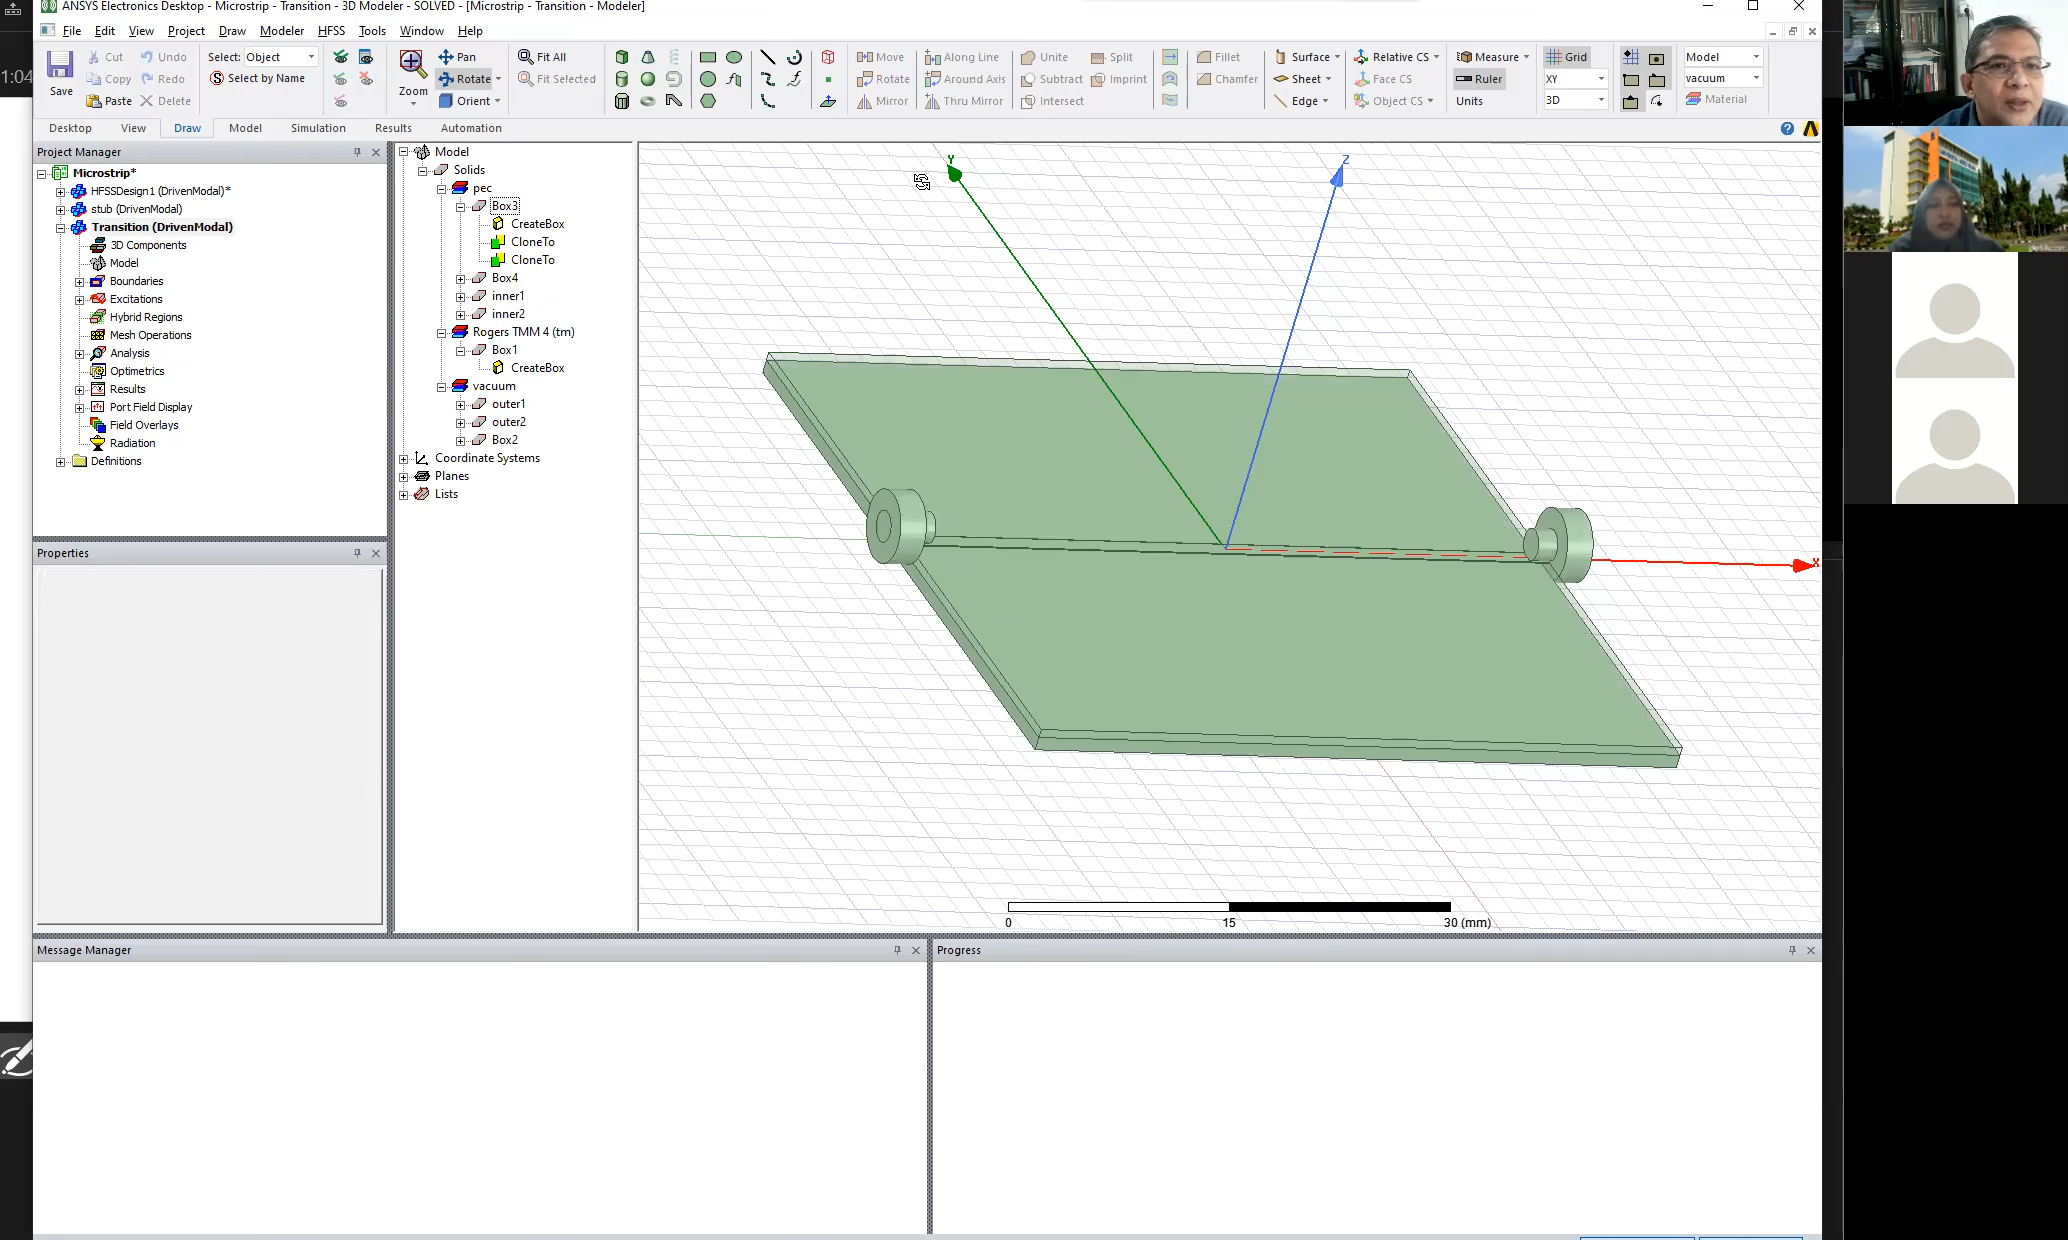 ANSYS Electronics Desktop - Microstrip - Transition - 3D Modeler - SOLVED - [Microstrip - Transition - Modeler]
File Edit View Project Draw Modeler HFSS Tools Window Help
1:04
Save
Cut
Copy
Paste
Undo
Redo
Delete
Select: Object
Select by Name
Zoom
Pan
Rotate
Orient
Fit All
Fit Selected
Move
Rotate
Mirror
Along Line
Around Axis
Thru Mirror
Unite
Subtract
Intersect
Split
Imprint
Fillet
Chamfer
Surface
Sheet
Edge
Relative CS
Face CS
Object CS
Measure
Ruler
Units
Grid
XY
3D
Model
vacuum
Material
Desktop View Draw Model Simulation Results Automation
Project Manager
Microstrip*
HFSSDesign1 (DrivenModal)*
stub (DrivenModal)
Transition (DrivenModal)
3D Components
Model
Boundaries
Excitations
Hybrid Regions
Mesh Operations
Analysis
Optimetrics
Results
Port Field Display
Field Overlays
Radiation
Definitions
Properties
Model
Solids
pec
Box3
CreateBox
CloneTo
CloneTo
Box4
inner1
inner2
Rogers TMM 4 (tm)
Box1
CreateBox
vacuum
outer1
outer2
Box2
Coordinate Systems
Planes
Lists
Y
Z
X
0 15 30 (mm)
Message Manager
Progress